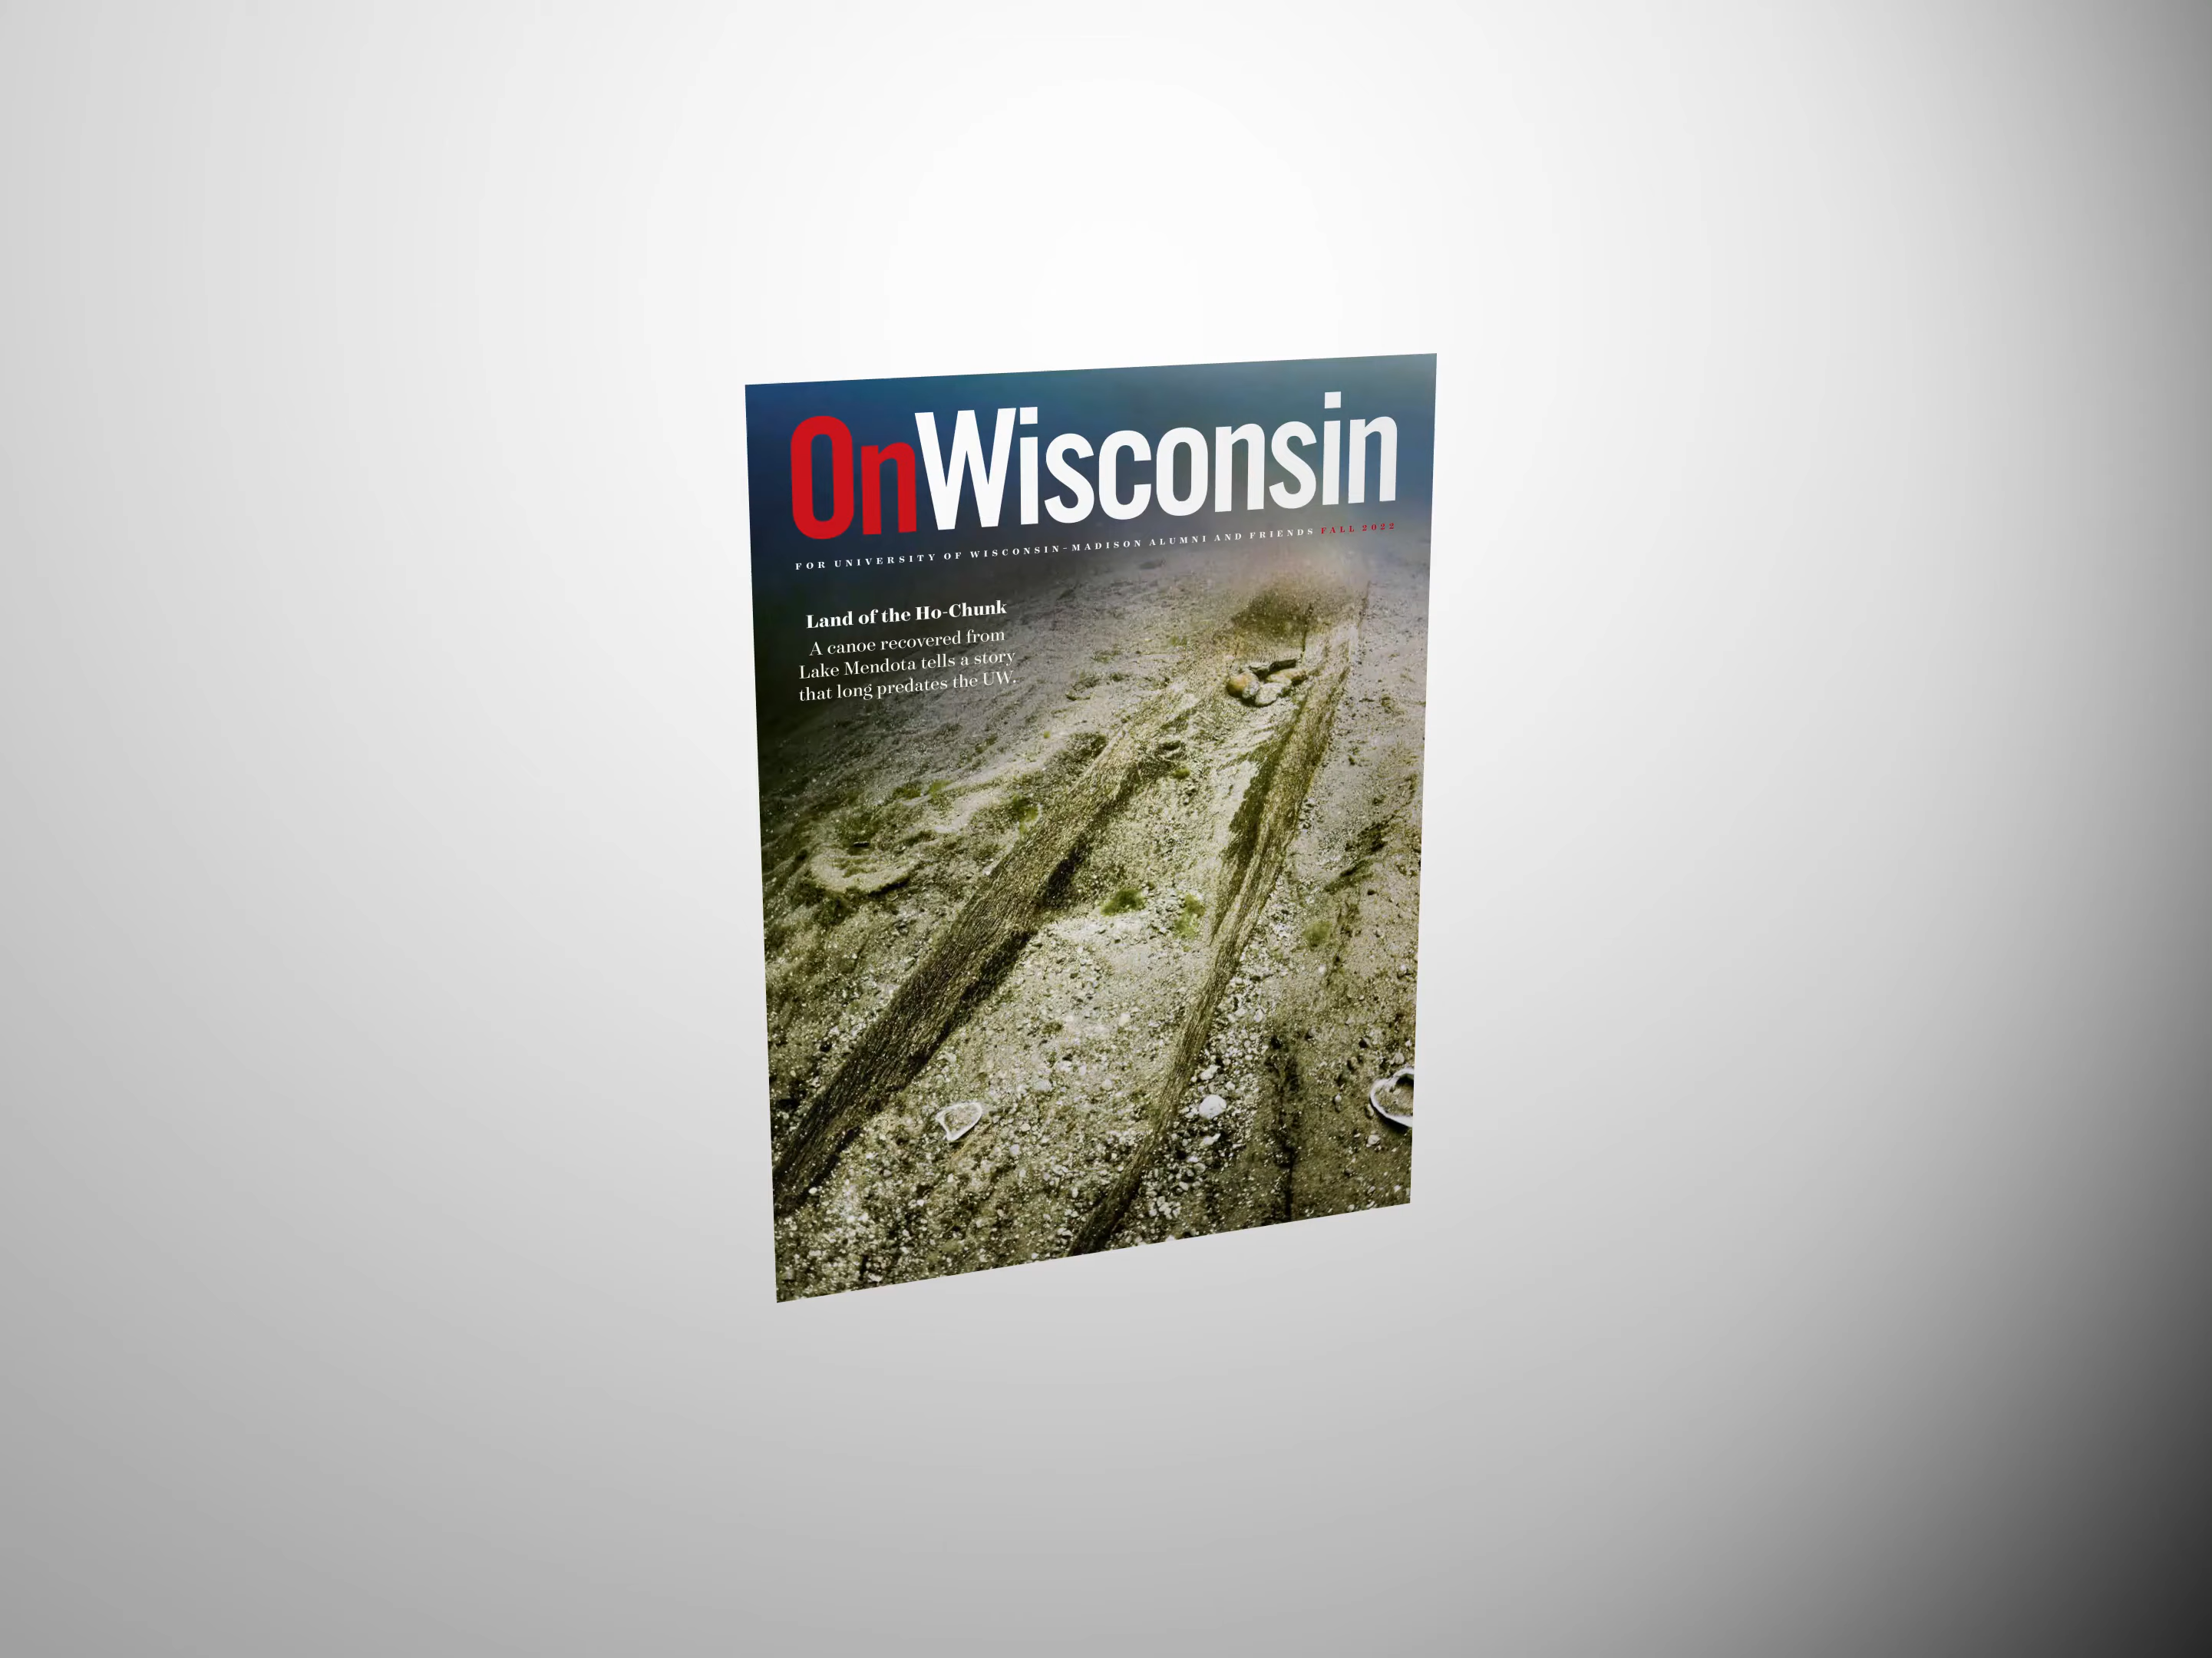 OnWisconsin
FOR UNIVERSITY OF WISCONSIN–MADISON ALUMNI AND FRIENDS FALL 2022
Land of the Ho-Chunk
A canoe recovered from
Lake Mendota tells a story
that long predates the UW.